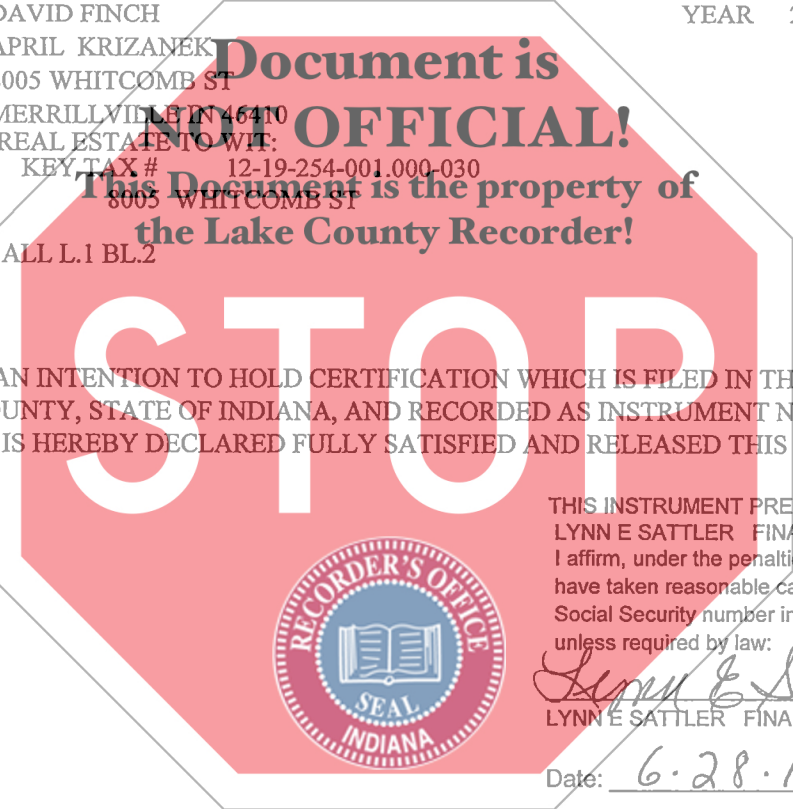 DAVID FINCH
YEAR 2
APRIL KRIZANEK
8005 WHITCOMB ST
MERRILLVILLE IN 46410
REAL ESTATE TO WIT:
KEY TAX # 12-19-254-001.000-030
8005 WHITCOMB ST
Document is
NOT OFFICIAL!
This Document is the property of
the Lake County Recorder!
ALL L.1 BL.2
STOP
AN INTENTION TO HOLD CERTIFICATION WHICH IS FILED IN TH
UNTY, STATE OF INDIANA, AND RECORDED AS INSTRUMENT N
IS HEREBY DECLARED FULLY SATISFIED AND RELEASED THIS
THIS INSTRUMENT PRE
LYNN E SATTLER FINA
I affirm, under the penalti
have taken reasonable ca
Social Security number in
unless required by law:
Lynn E S
LYNN E SATTLER FINA
Date: 6.28.1
RECORDER'S OFFICE
SEAL
INDIANA